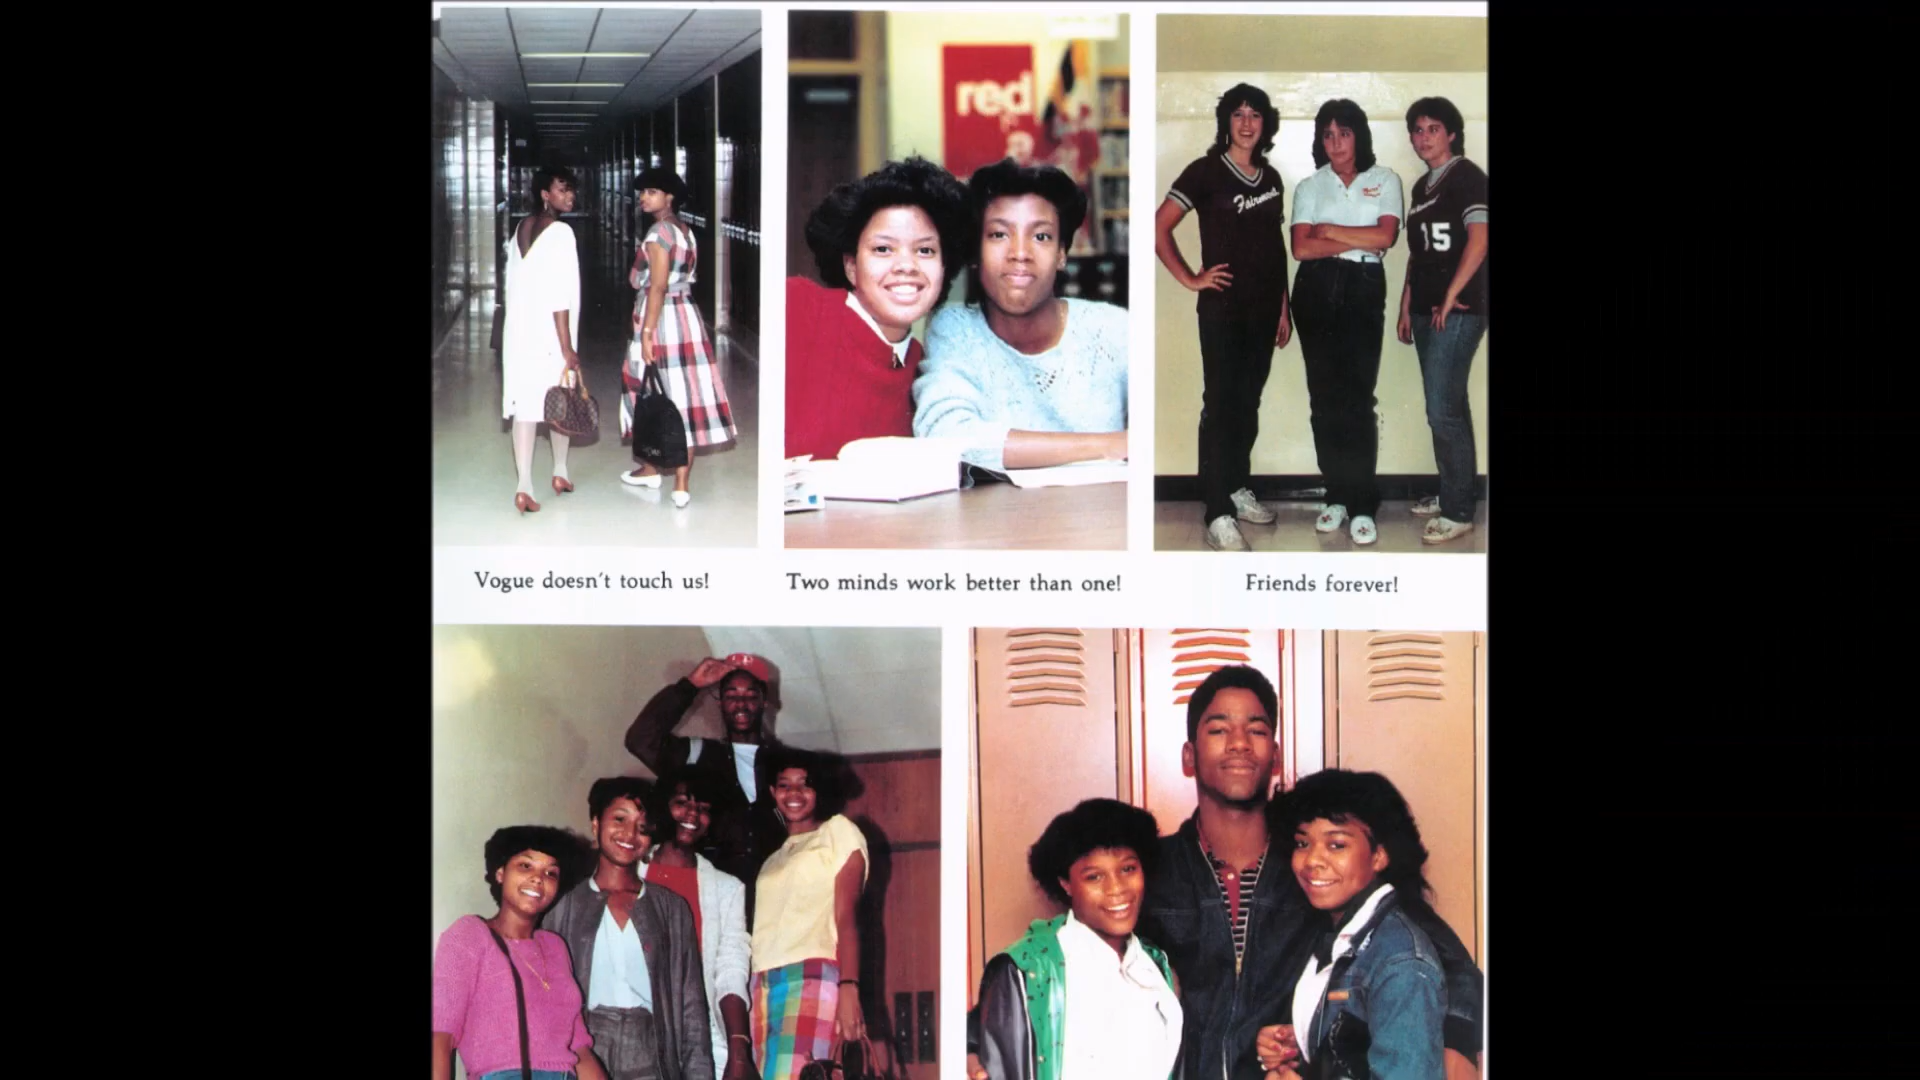 red
Fairmont
15
Vogue doesn't touch us!
Two minds work better than one!
Friends forever!